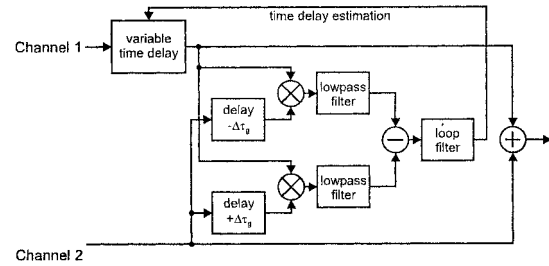 time delay estimation
Channel 1
variable
time delay
lowpass
filter
delay
-Δτg
loop
filter
lowpass
filter
delay
+Δτg
Channel 2